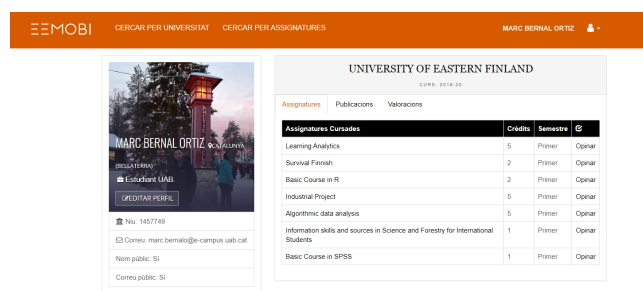 EEMOBI
CERCAR PER UNIVERSITAT CERCAR PER ASSIGNATURES
MARC BERNAL ORTIZ
MARC BERNAL ORTIZ CATALUNYA
(BELLATERRA)
Estudiant UAB.
EDITAR PERFIL
Niu: 1457749
Correu: marc.bernalo@e-campus.uab.cat
Nom públic: Sí
Correu públic: Sí
UNIVERSITY OF EASTERN FINLAND
CURS: 2019-20
Assignatures Publicacions Valoracions
Assignatures Cursades Crèdits Semestre
Learning Analytics 5 Primer Opinar
Survival Finnish 2 Primer Opinar
Basic Course in R 2 Primer Opinar
Industrial Project 5 Primer Opinar
Algorithmic data analysis 5 Primer Opinar
Information skills and sources in Science and Forestry for International 1 Primer Opinar
Students
Basic Course in SPSS 1 Primer Opinar